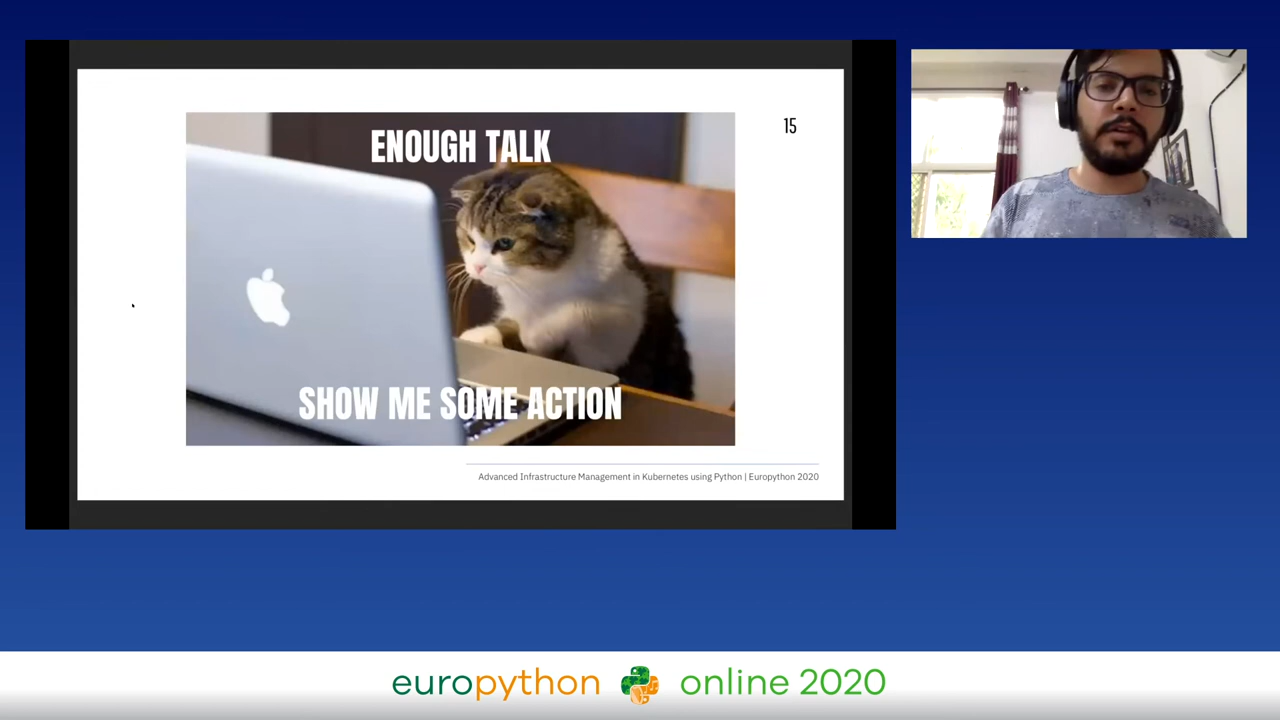 ENOUGH TALK
15
SHOW ME SOME ACTION
Advanced Infrastructure Management in Kubernetes using Python | Europython 2020
europython online 2020